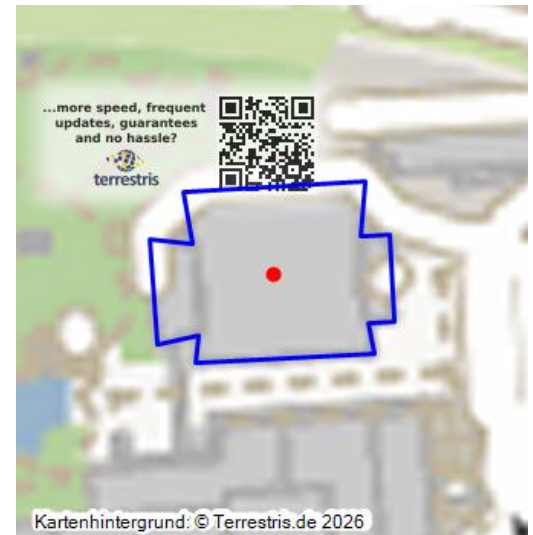 ...more speed, frequent
updates, guarantees
and no hassle?
terrestris
Kartenhintergrund: © Terrestris.de 2026